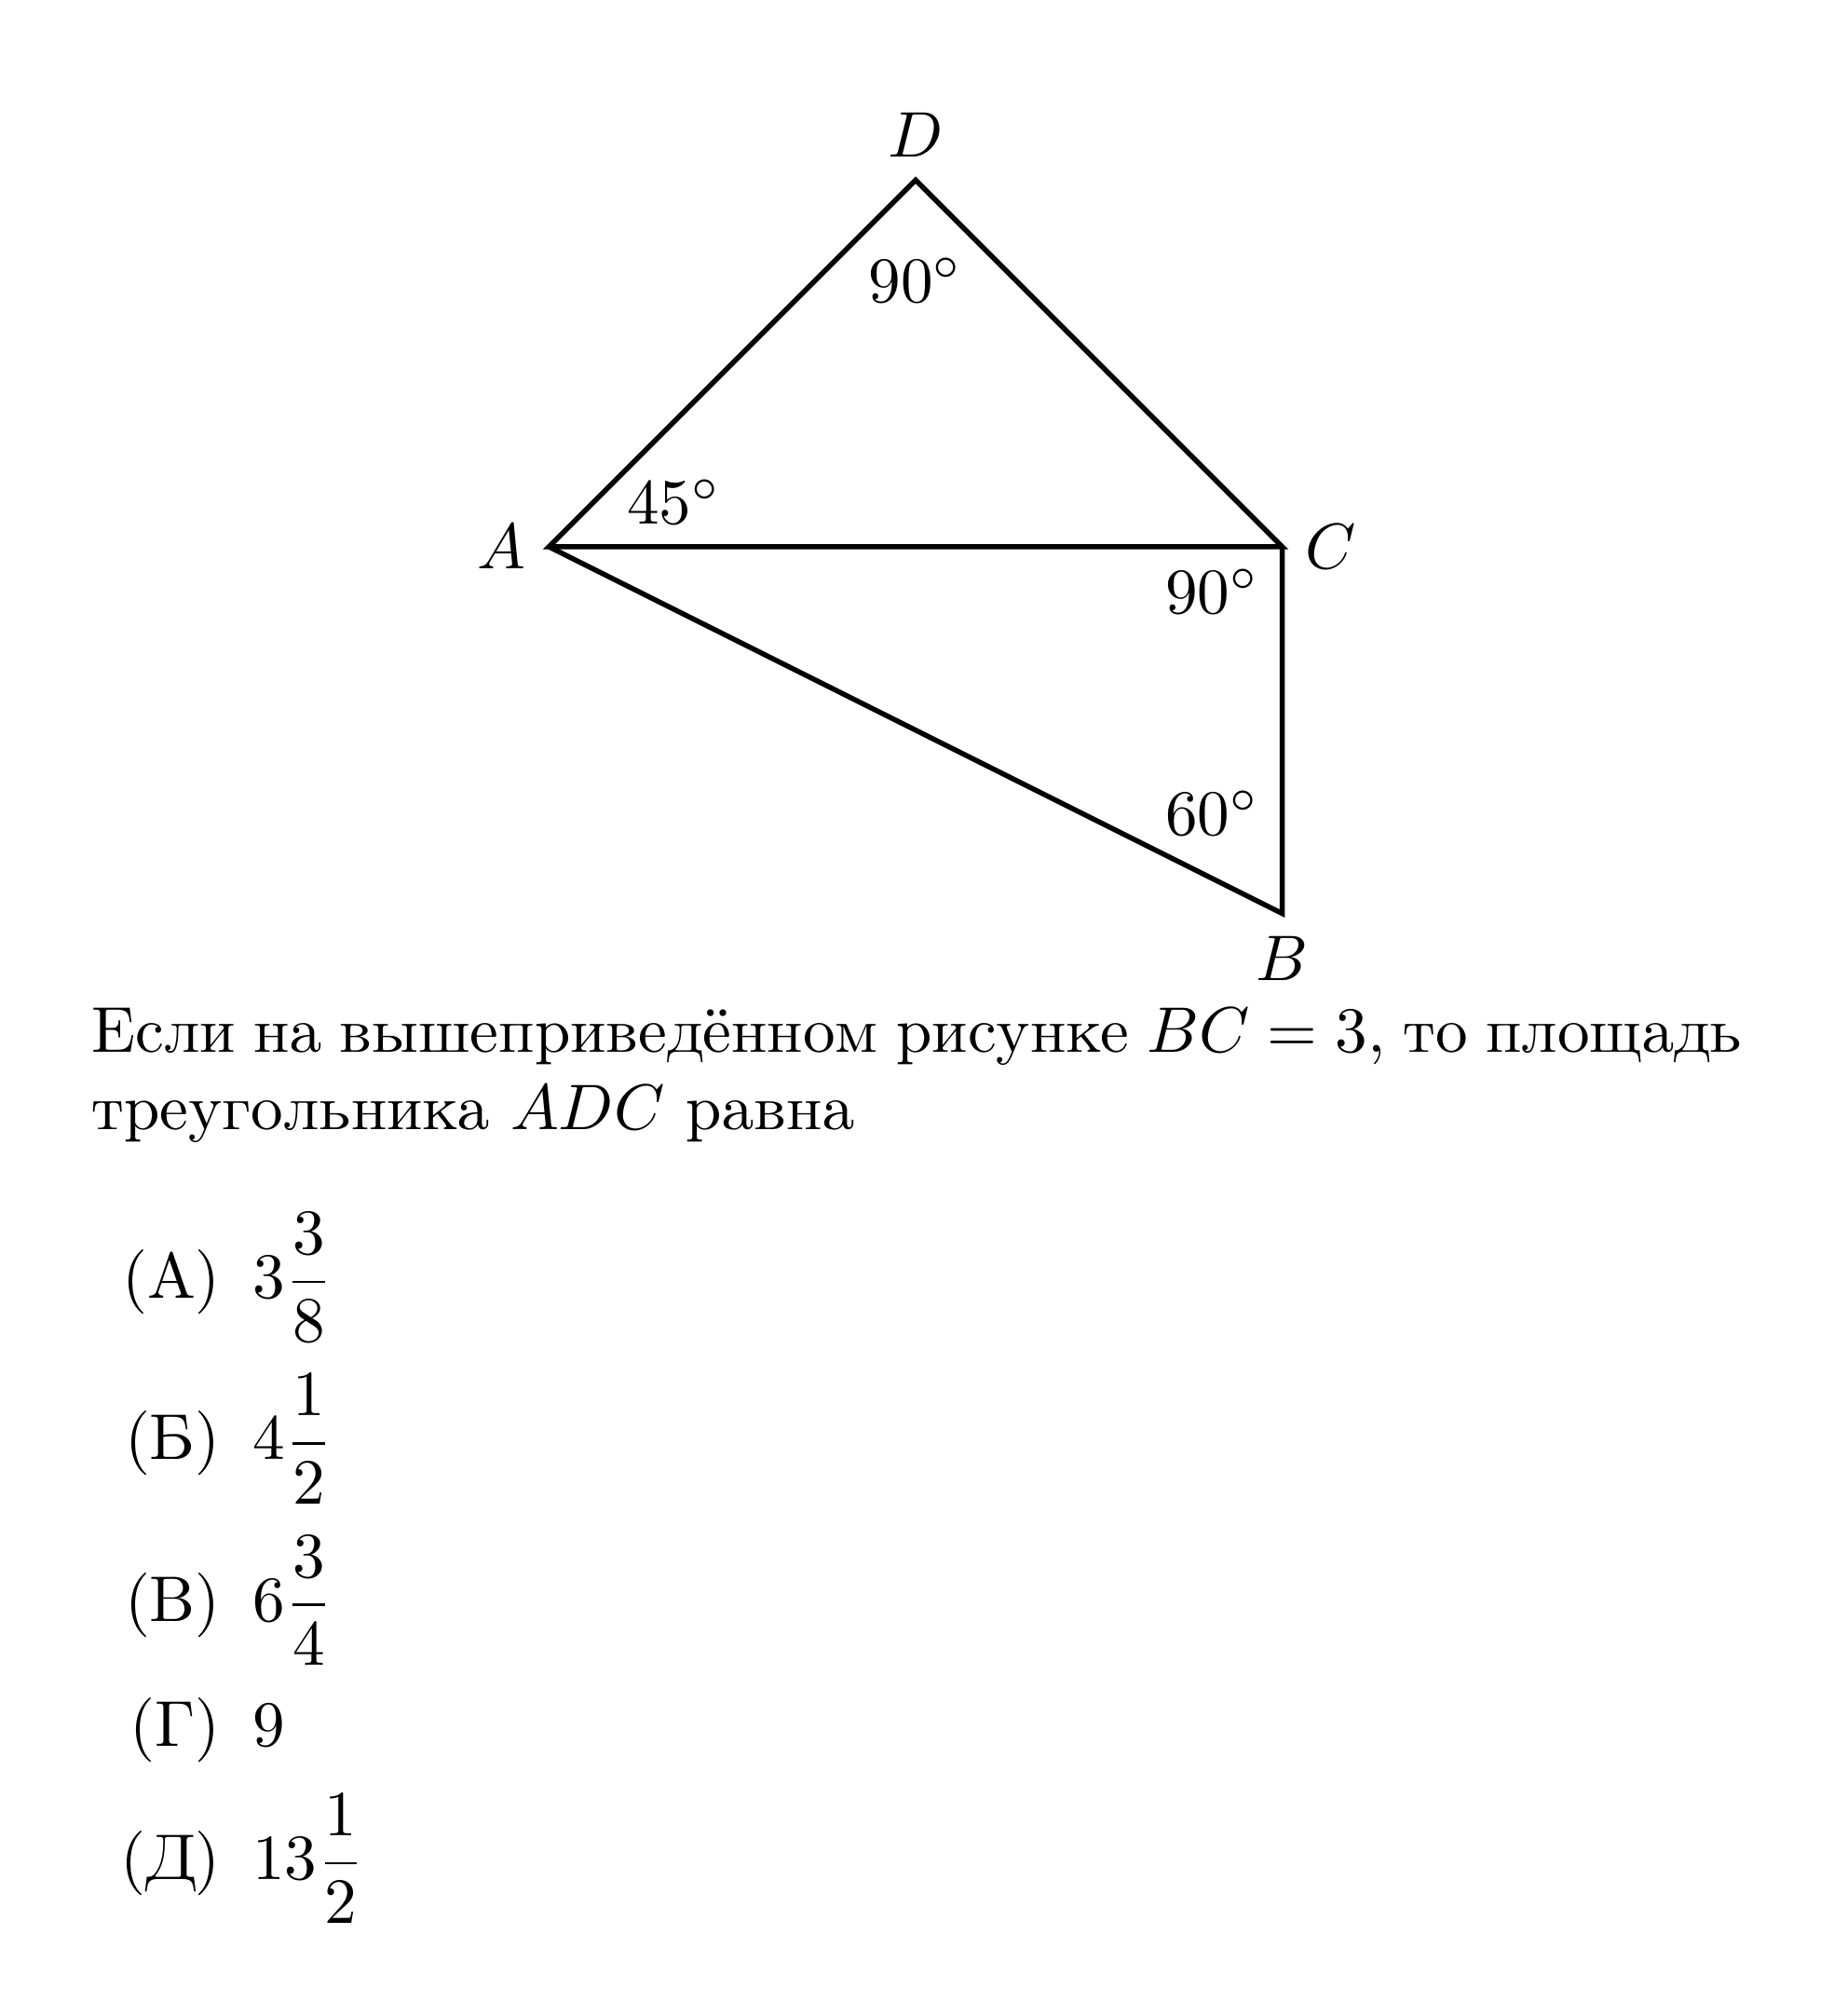 D
90°
45°
A
C
90°
60°
B
Если на вышеприведённом рисунке BC = 3, то площадь
треугольника ADC равна
(А) 3 3/8
(Б) 4 1/2
(В) 6 3/4
(Г) 9
(Д) 13 1/2